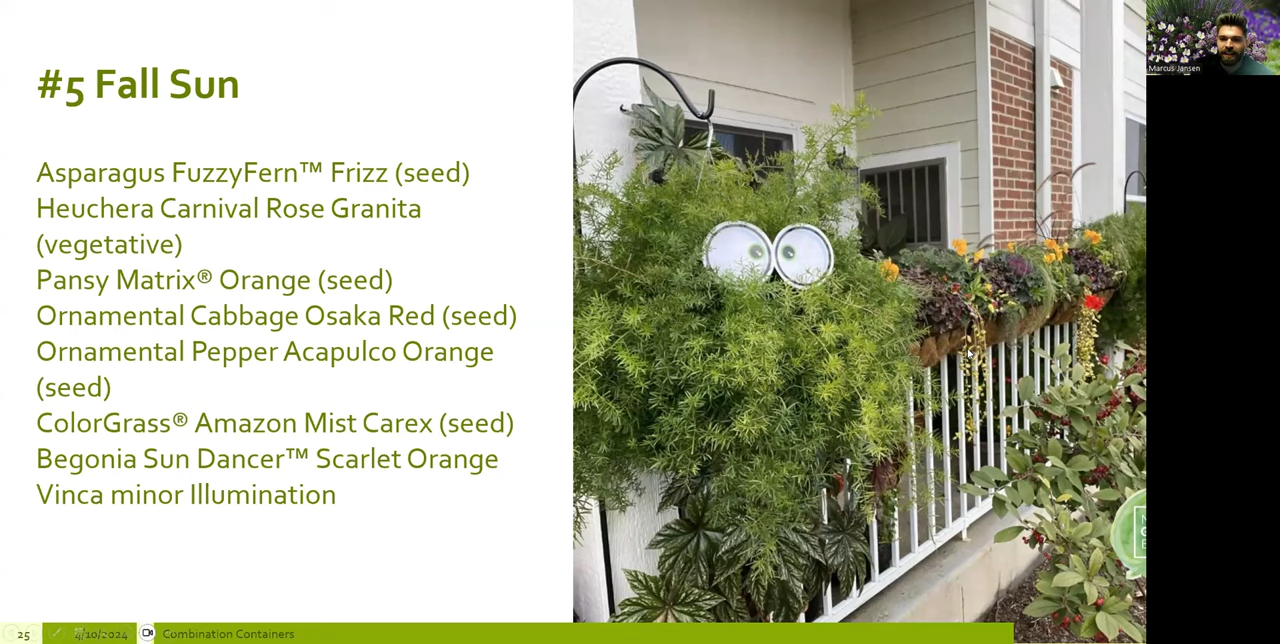 #5 Fall Sun
Asparagus FuzzyFern™ Frizz (seed)
Heuchera Carnival Rose Granita
(vegetative)
Pansy Matrix® Orange (seed)
Ornamental Cabbage Osaka Red (seed)
Ornamental Pepper Acapulco Orange
(seed)
ColorGrass® Amazon Mist Carex (seed)
Begonia Sun Dancer™ Scarlet Orange
Vinca minor Illumination
Marcus Jansen
25 4/10/2024 Combination Containers